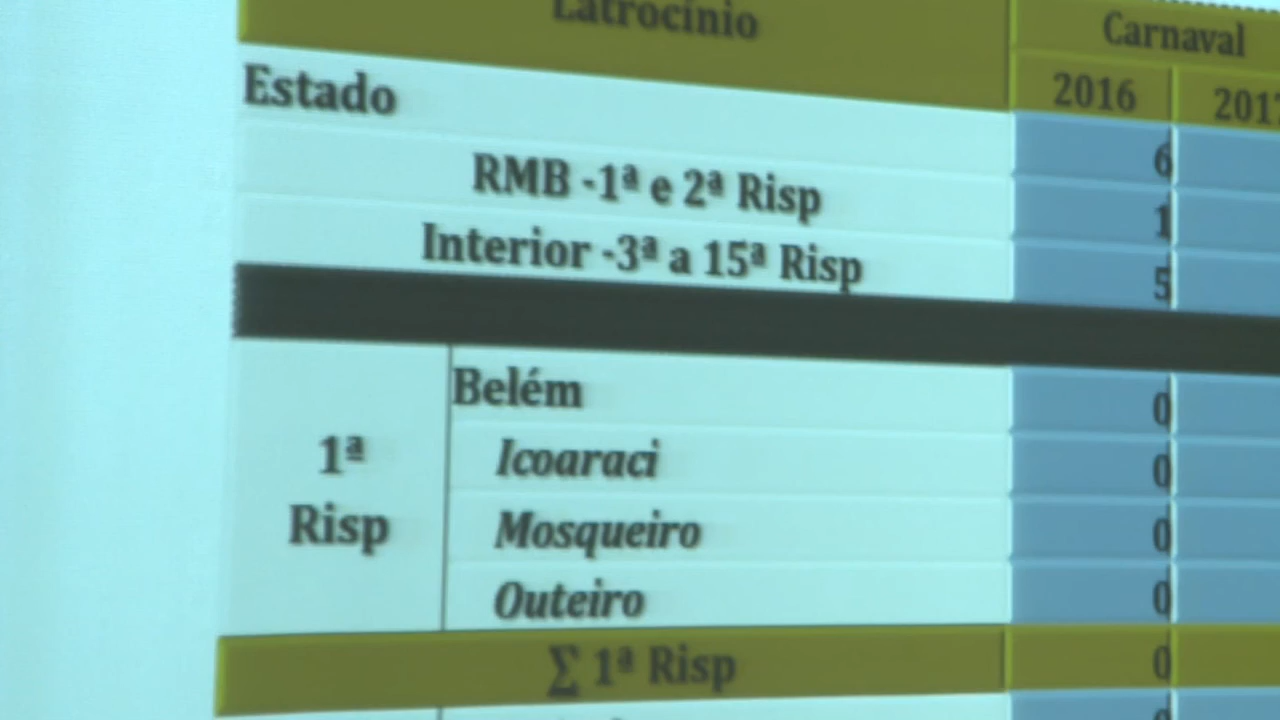 Latrocínio Carnaval
2016 2017
Estado 6
RMB -1ª e 2ª Risp 1
Interior -3ª a 15ª Risp 5
Belém 0
Icoaraci 0
1ª
Risp
Mosqueiro 0
Outeiro 0
∑ 1ª Risp 0